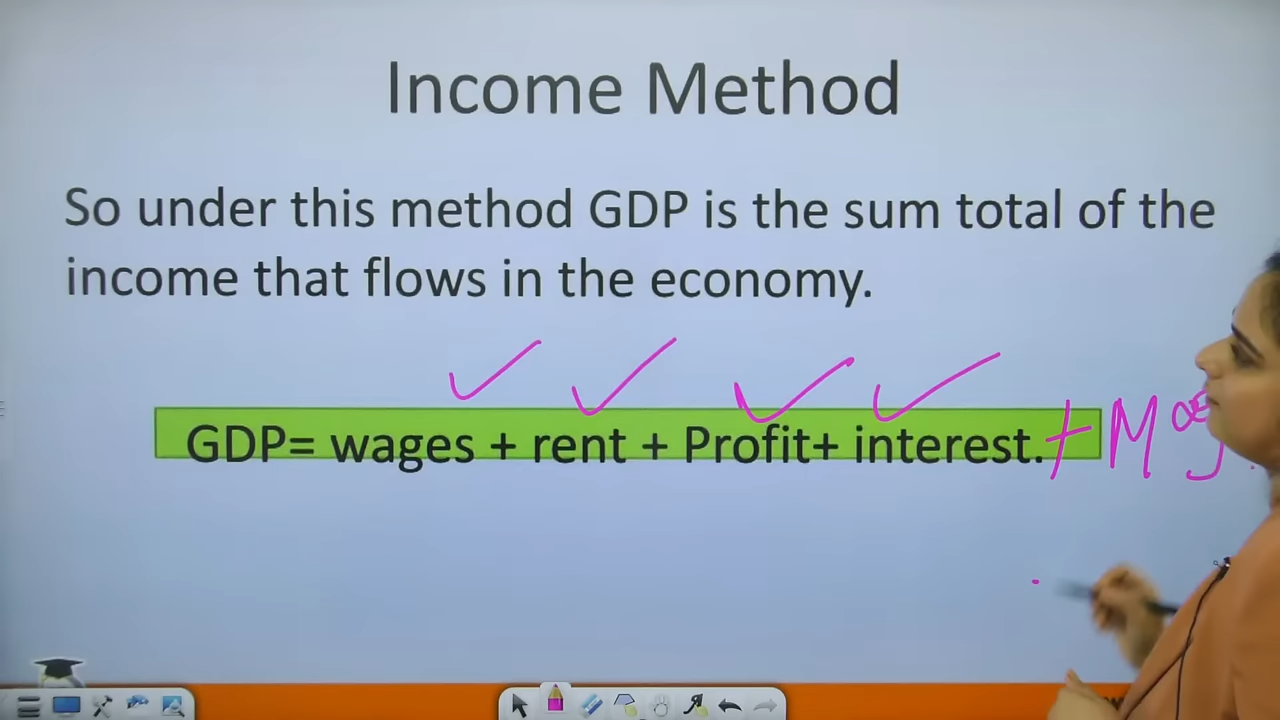 Income Method
So under this method GDP is the sum total of the
income that flows in the economy.
GDP= wages + rent + Profit+ interest. +